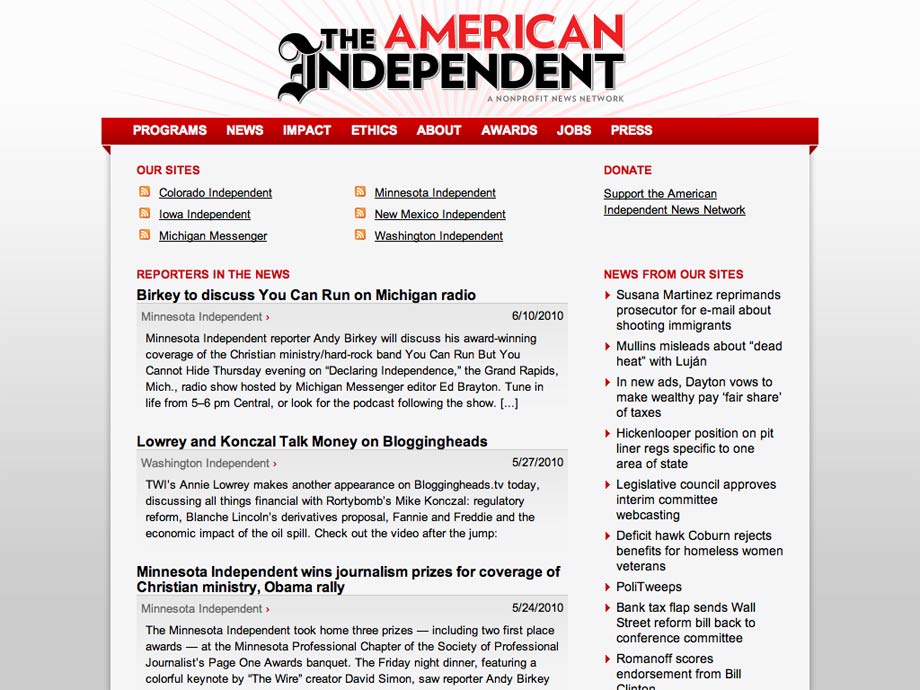 THE AMERICAN
INDEPENDENT
A NONPROFIT NEWS NETWORK
PROGRAMS NEWS IMPACT ETHICS ABOUT AWARDS JOBS PRESS
OUR SITES
Colorado Independent
Iowa Independent
Michigan Messenger
Minnesota Independent
New Mexico Independent
Washington Independent
DONATE
Support the American
Independent News Network
REPORTERS IN THE NEWS
Birkey to discuss You Can Run on Michigan radio
Minnesota Independent › 6/10/2010
Minnesota Independent reporter Andy Birkey will discuss his award-winning
coverage of the Christian ministry/hard-rock band You Can Run But You
Cannot Hide Thursday evening on “Declaring Independence,” the Grand Rapids,
Mich., radio show hosted by Michigan Messenger editor Ed Brayton. Tune in
life from 5–6 pm Central, or look for the podcast following the show. [...]
Lowrey and Konczal Talk Money on Bloggingheads
Washington Independent › 5/27/2010
TWI’s Annie Lowrey makes another appearance on Bloggingheads.tv today,
discussing all things financial with Rortybomb’s Mike Konczal: regulatory
reform, Blanche Lincoln’s derivatives proposal, Fannie and Freddie and the
economic impact of the oil spill. Check out the video after the jump:
Minnesota Independent wins journalism prizes for coverage of
Christian ministry, Obama rally
Minnesota Independent › 5/24/2010
The Minnesota Independent took home three prizes — including two first place
awards — at the Minnesota Professional Chapter of the Society of Professional
Journalist’s Page One Awards banquet. The Friday night dinner, featuring a
colorful keynote by “The Wire” creator David Simon, saw reporter Andy Birkey
NEWS FROM OUR SITES
Susana Martinez reprimands
prosecutor for e-mail about
shooting immigrants
Mullins misleads about “dead
heat” with Luján
In new ads, Dayton vows to
make wealthy pay ‘fair share’
of taxes
Hickenlooper position on pit
liner regs specific to one
area of state
Legislative council approves
interim committee
webcasting
Deficit hawk Coburn rejects
benefits for homeless women
veterans
PoliTweeps
Bank tax flap sends Wall
Street reform bill back to
conference committee
Romanoff scores
endorsement from Bill
Clinton